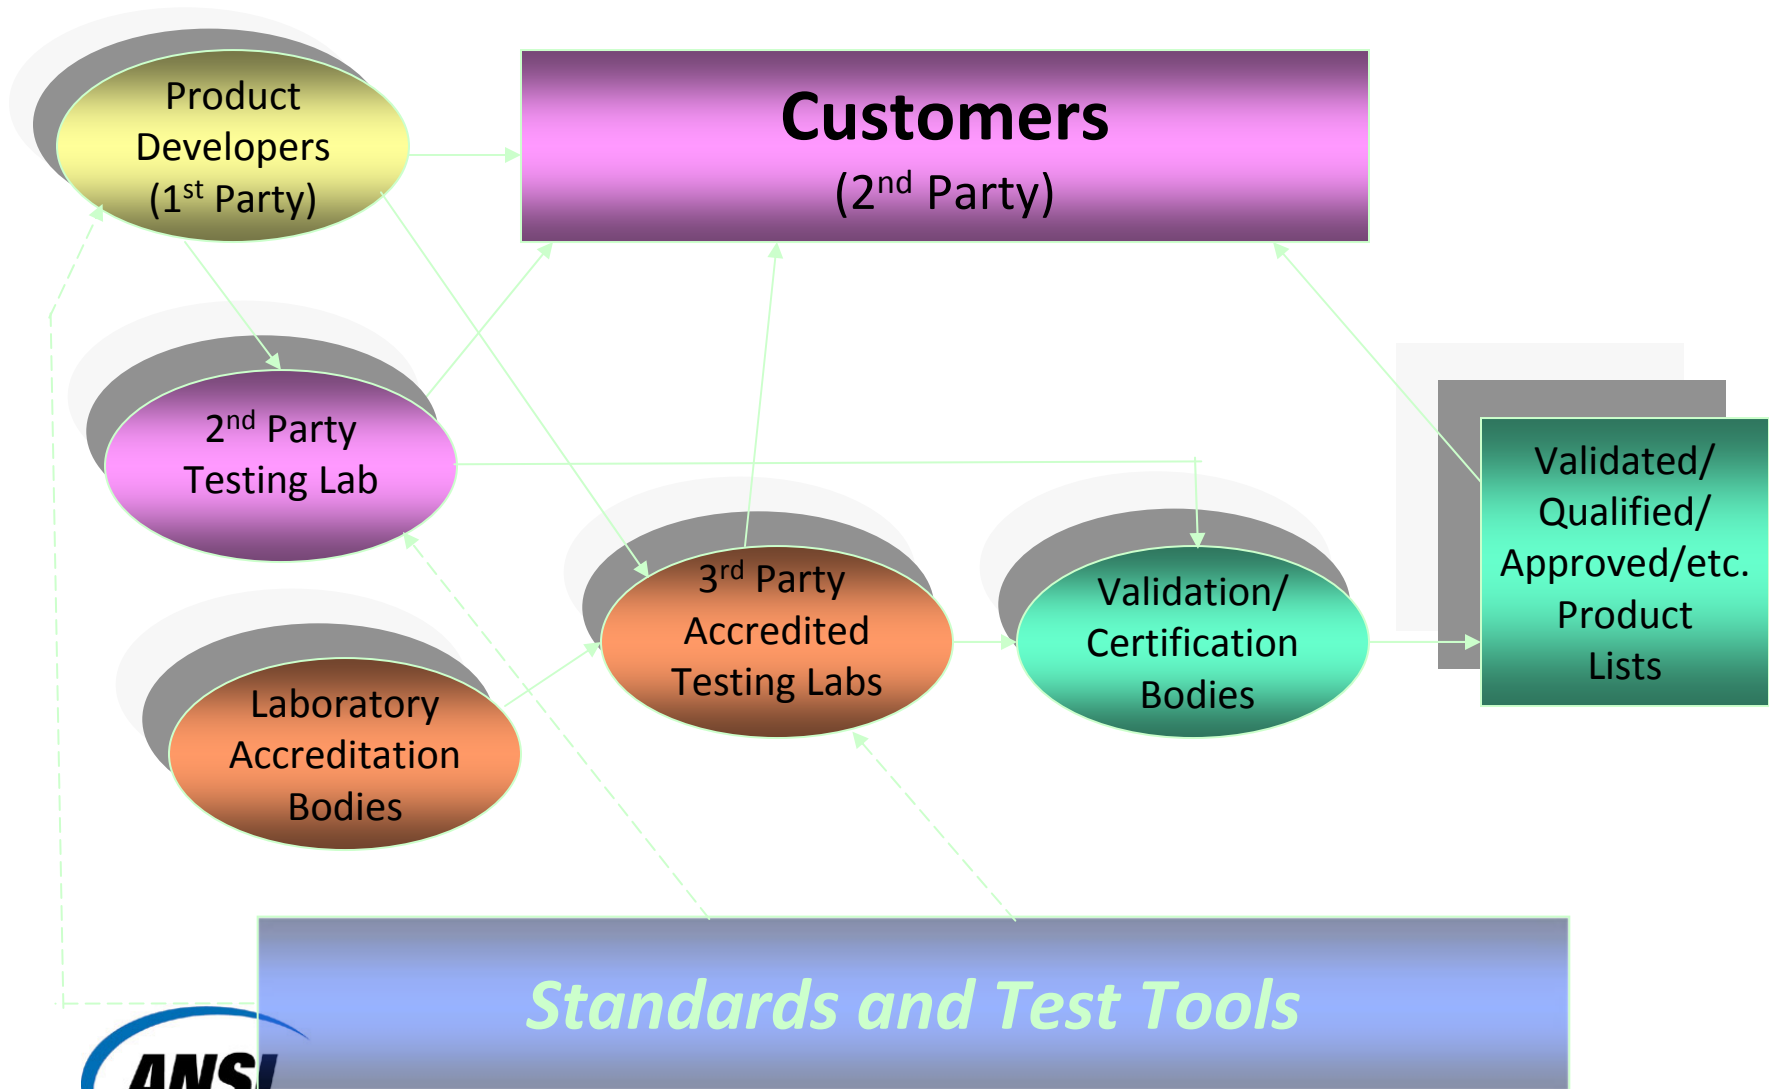 Product
Developers
(1st Party)
Customers
(2nd Party)
2nd Party
Testing Lab
Validated/
Qualified/
Approved/etc.
Product
Lists
3rd Party
Accredited
Testing Labs
Validation/
Certification
Bodies
Laboratory
Accreditation
Bodies
Standards and Test Tools
ANSI